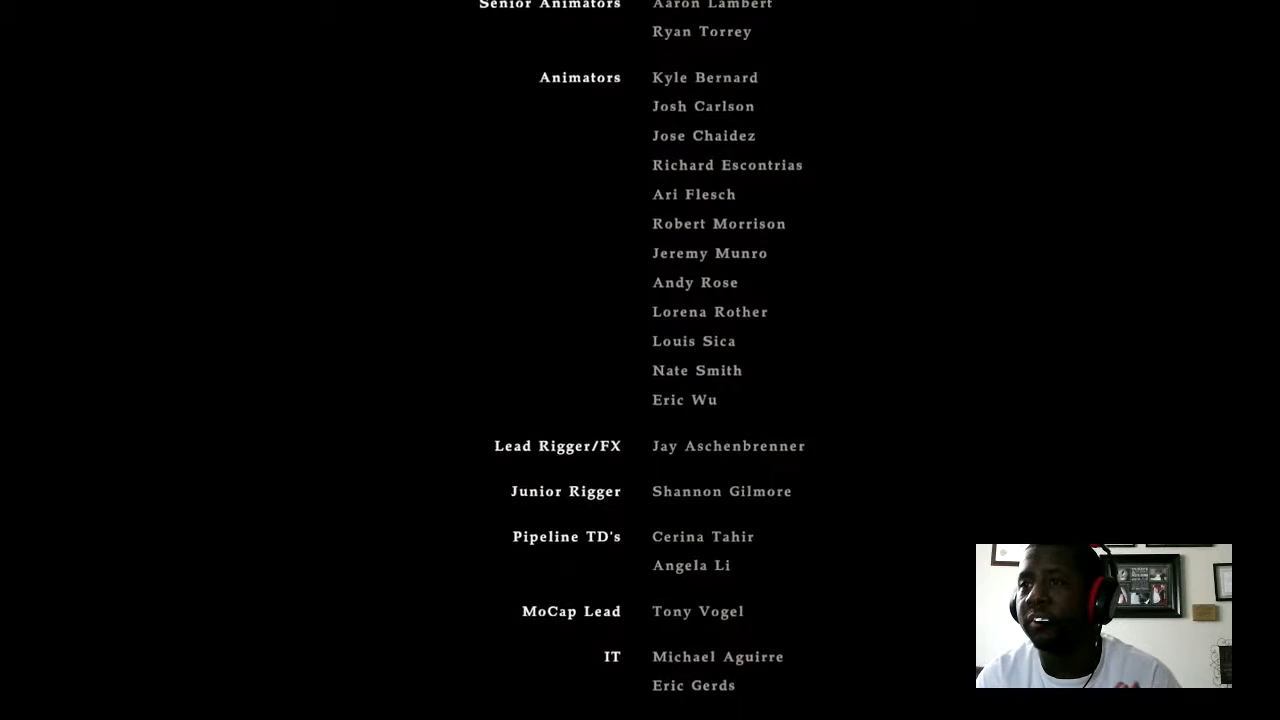 Senior Animators Aaron Lambert
Ryan Torrey
Animators Kyle Bernard
Josh Carlson
Jose Chaidez
Richard Escontrias
Ari Flesch
Robert Morrison
Jeremy Munro
Andy Rose
Lorena Rother
Louis Sica
Nate Smith
Eric Wu
Lead Rigger/FX Jay Aschenbrenner
Junior Rigger Shannon Gilmore
Pipeline TD's Cerina Tahir
Angela Li
MoCap Lead Tony Vogel
IT Michael Aguirre
Eric Gerds